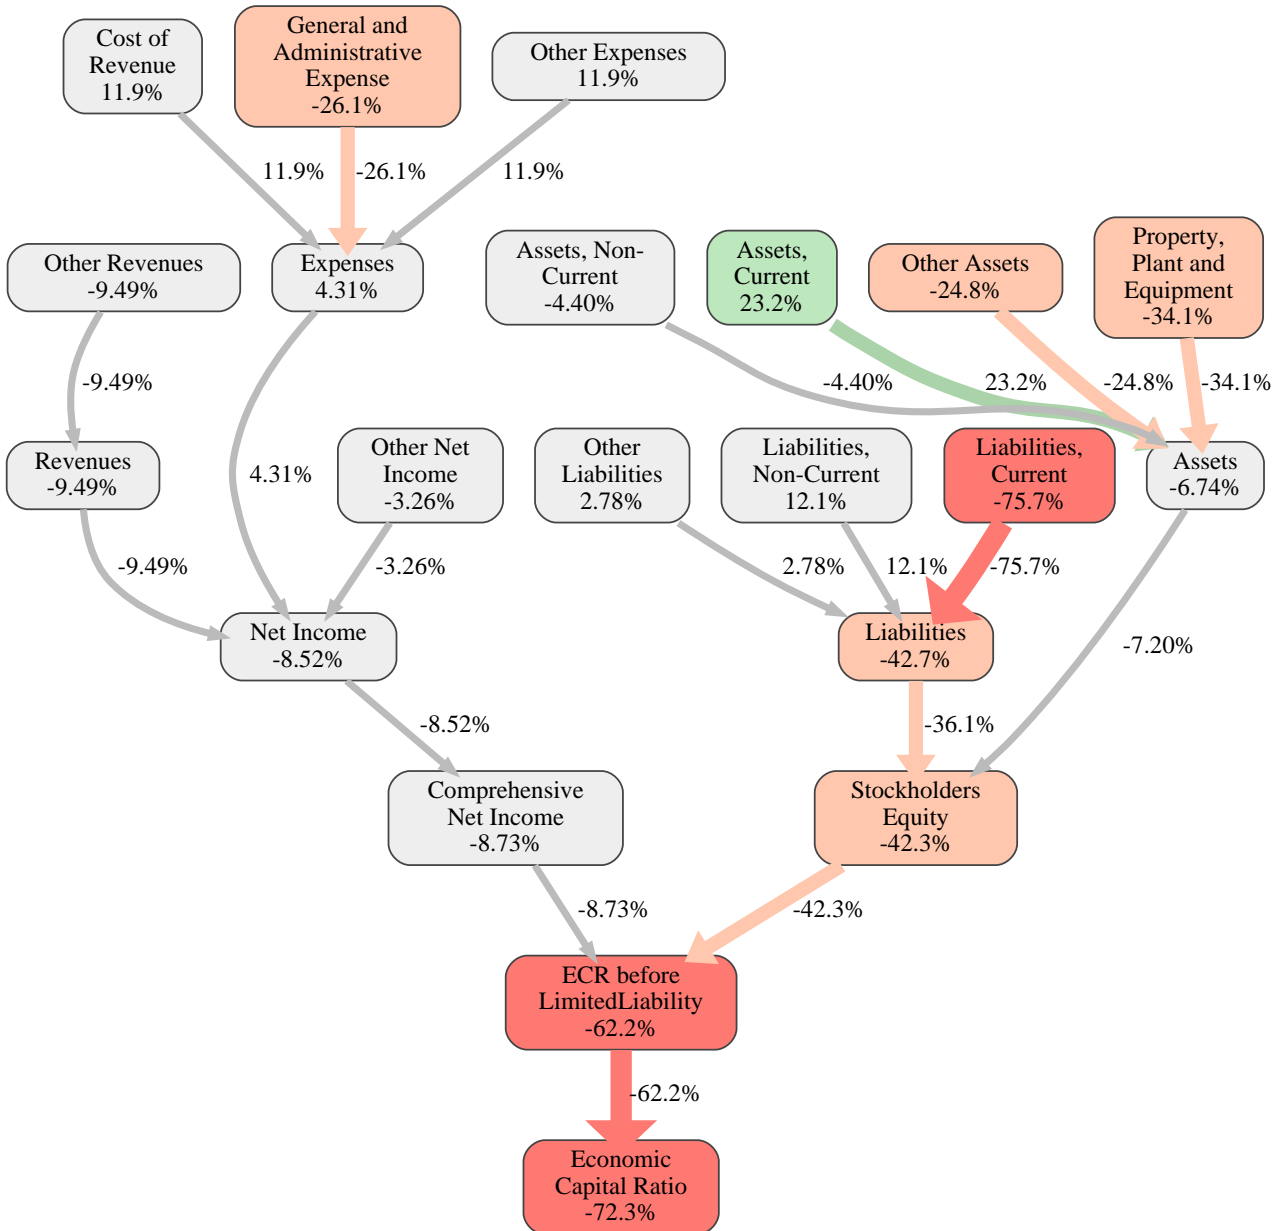 Cost of
Revenue
11.9%
General and
Administrative
Expense
-26.1%
Other Expenses
11.9%
11.9%
-26.1%
11.9%
Other Revenues
-9.49%
Expenses
4.31%
Assets, Non-
Current
-4.40%
Assets,
Current
23.2%
Other Assets
-24.8%
Property,
Plant and
Equipment
-34.1%
-9.49%
-4.40%
23.2%
-24.8%
-34.1%
Revenues
-9.49%
4.31%
Other Net
Income
-3.26%
Other
Liabilities
2.78%
Liabilities,
Non-Current
12.1%
Liabilities,
Current
-75.7%
Assets
-6.74%
-9.49%
-3.26%
2.78%
12.1%
-75.7%
Net Income
-8.52%
Liabilities
-42.7%
-7.20%
-8.52%
-36.1%
Comprehensive
Net Income
-8.73%
Stockholders
Equity
-42.3%
-8.73%
-42.3%
ECR before
LimitedLiability
-62.2%
-62.2%
Economic
Capital Ratio
-72.3%